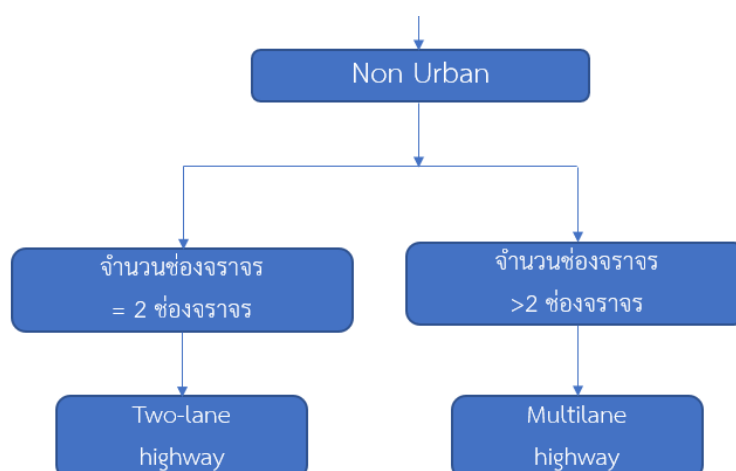 Non Urban
จำนวนช่องจราจร
= 2 ช่องจราจร
จำนวนช่องจราจร
>2 ช่องจราจร
Two-lane
highway
Multilane
highway